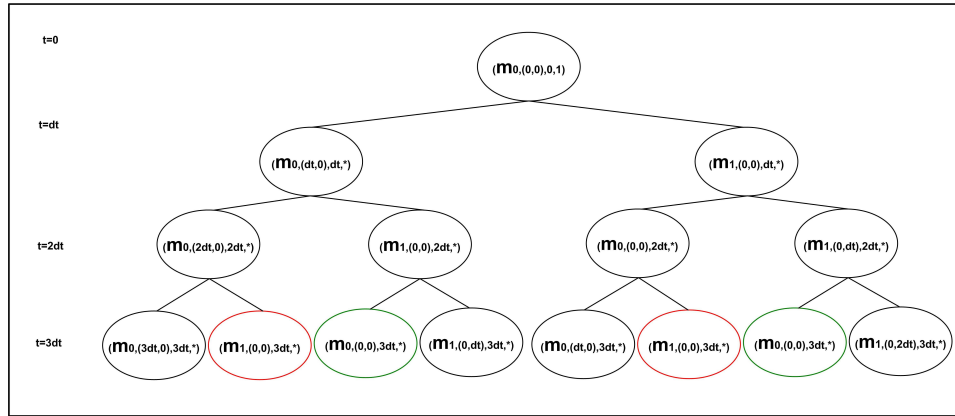 t=0
(m0,(0,0),0,1)
t=dt
(m0,(dt,0),dt,*)
(m1,(0,0),dt,*)
t=2dt
(m0,(2dt,0),2dt,*)
(m1,(0,0),2dt,*)
(m0,(0,0),2dt,*)
(m1,(0,dt),2dt,*)
t=3dt
(m0,(3dt,0),3dt,*)
(m1,(0,0),3dt,*)
(m0,(0,0),3dt,*)
(m1,(0,dt),3dt,*)
(m0,(dt,0),3dt,*)
(m1,(0,0),3dt,*)
(m0,(0,0),3dt,*)
(m1,(0,2dt),3dt,*)